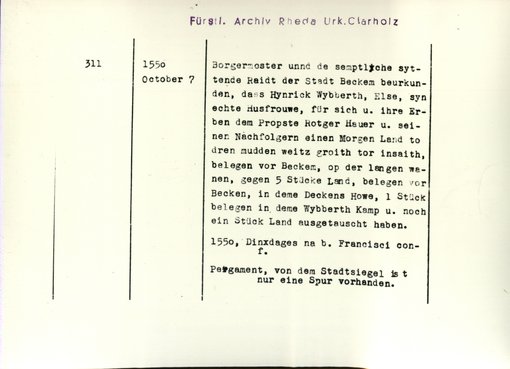 Fürstl. Archiv Rheda Urk.Clarholz
311
1550
October 7
Borgermester unnd de semptliche syt-
tende Raidt der Stadt Beckem beurkun-
den, dass Hynrick Wybberth, Else, syn
echte Husfrouwe, für sich u. ihre Er-
ben dem Propste Rotger Hauer u. sei-
nen Nachfolgern einen Morgen Land to
dren mudden weitz groith tor insaith,
belegen vor Beckem, op der langen wa-
nen, gegen 5 Stücke Land, belegen vor
Becken, in deme Deckens Howe, 1 Stück
belegen in deme Wybberth Kamp u. noch
ein Stück Land ausgetauscht haben.
1550, Dinxdages na b. Francisci con-
f.
Pergament, von dem Stadtsiegel ist
nur eine Spur vorhanden.